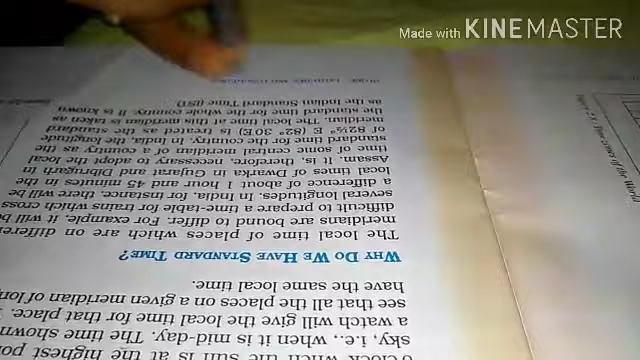 Made with KINEMASTER
o'clock when the sun is at the highest
sky, i.e., when it is mid-day. The time shown
a watch will give the local time for that place.
see that all the places on a given meridian of
have the same local time.
WHY DO WE HAVE STANDARD TIME?
The local time of places which are on
meridians are bound to differ. For example, it will
difficult to prepare a time-table for trains which cross
several longitudes. In India, for instance, there will be
a difference of about 1 hour and 45 minutes in the
local times of Dwarka in Gujarat and Dibrugarh in
Assam. It is, therefore, necessary to adopt the local
time of some central meridian of a country as the
standard time for the country. In India, the longitude
of 82½° E (82° 30'E) is treated as the standard
meridian. The local time at this meridian is taken as
the standard time for the whole country. It is known
as the Indian Standard Time (IST)